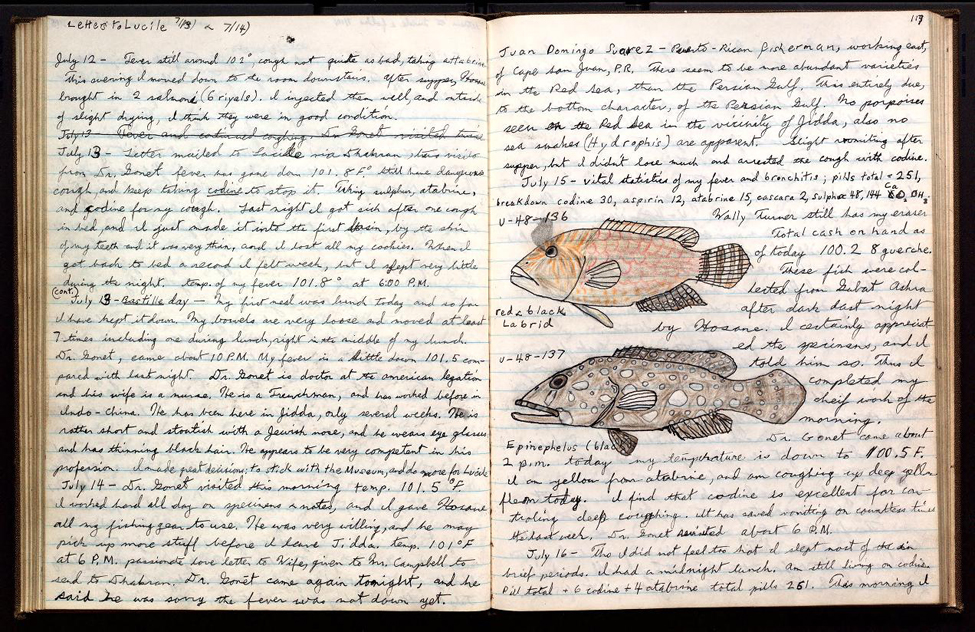 Letter to Lucile 7/13) a 7/14)
July 12 - Fever still around 102°, cough not quite as bad, taking atabrine
This evening I moved down to the room downstairs. After supper, Hosane
brought in 2 salmond (6 riyals). I injected them well, and
of slight drying, I think they were in good condition.
July 13 Fever and continued coughing. Dr. Gonet visited
July 13 - Letter mailed to Lucille via Dhahran, visits
from Dr. Gonet fever has gone down 101.8 F° still have dangerous
cough and keep taking codine to stop it. Taking sulpher, atabrine,
and codine for my cough. Last night I got sick after one cough
in bed, and I just made it into the first basin, by the skin
of my teeth and it was very thin, and I lost all my cookies. When I
got back to bed a second I felt week, but I slept very little
during the night. temp. of my fever 101.8° at 6:00 P.M.
(cont.)
July 13 - Bastille day - My first meal was lunch today and so far
I have kept it down. My bowels are very loose and moved at least
7 times including one during lunch, right in the middle of my lunch.
Dr. Gonet, came about 10 P.M. My fever is a little down 101.5 com-
pared with last night. Dr. Gonet is doctor at the american legation
and his wife is a nurse. He is a Frenchman, and has worked before in
Indo-china. He has been here in Jidda, only several weeks. He is
rather short and stoutish with a Jewish nose, and he wears eye glasses
and has thinning black hair. He appears to be very competent in his
profession I made great decision; to stick with the Museum, and do more for Lucile
July 14 - Dr. Gonet visited this morning temp. 101.5 °F
I worked hard all day on specimens & notes, and I gave Hosane
all my fishing gear to use. He was very willing, and he may
pick up more stuff before I leave Jidda. temp. 101°F
at 6 P.M. passionate love letter to Wife, given to Mr. Campbell to
send to Dhahran. Dr. Gonet came again tonight, and he
said he was sorry the fever was not down yet.
113
Juan Domingo Suarez - Puerto-Rican fisherman, working east,
of Cape San Juan, P.R. There seem to be more abundant varieties
in the Red Sea, then the Persian Gulf. This entirely due,
to the bottom character, of the Persian Gulf. No porpoises
seen in the Red Sea in the vicinity of Jidda, also no
sea snakes (Hydrophis) are apparent. Slight vomiting after
supper, but I didn't lose much and arrested the cough with codine.
July 15 - vital statistics of my fever and bronchitis; pills total = 251,
breakdown codine 30, aspirin 12, atabrine 15, cascara 2, sulpha 48, 144
U-48-136
Wally Turner still has my eraser
Total cash on hand as
of today 100.2 8 guerche.
These fish were col-
lected from Gubat Ashra
after dark last night
by Hosane. I certainly appreciat-
ed the specimens, and I
told him so. Thus I
completed my
cheif work of the
morning.
red & black
Labrid
U-48-137
Epinephelus (blac
Dr. Gonet came about
2 p.m. today my temperature is down to 100.5 F.
I am yellow from atabrine, and am coughing up deep yellow
flem today. I find that codine is excellent for con-
troling deep coughing. It has saved vomiting on countless times
the last week. Dr. Gonet revisited about 6 P.M.
July 16 - Tho I did not feel too hot I slept most of the
brief periods. I had a midnight lunch. Am still living on codine.
Pill total + 6 codine + 4 atabrine total pills 261. This morning I